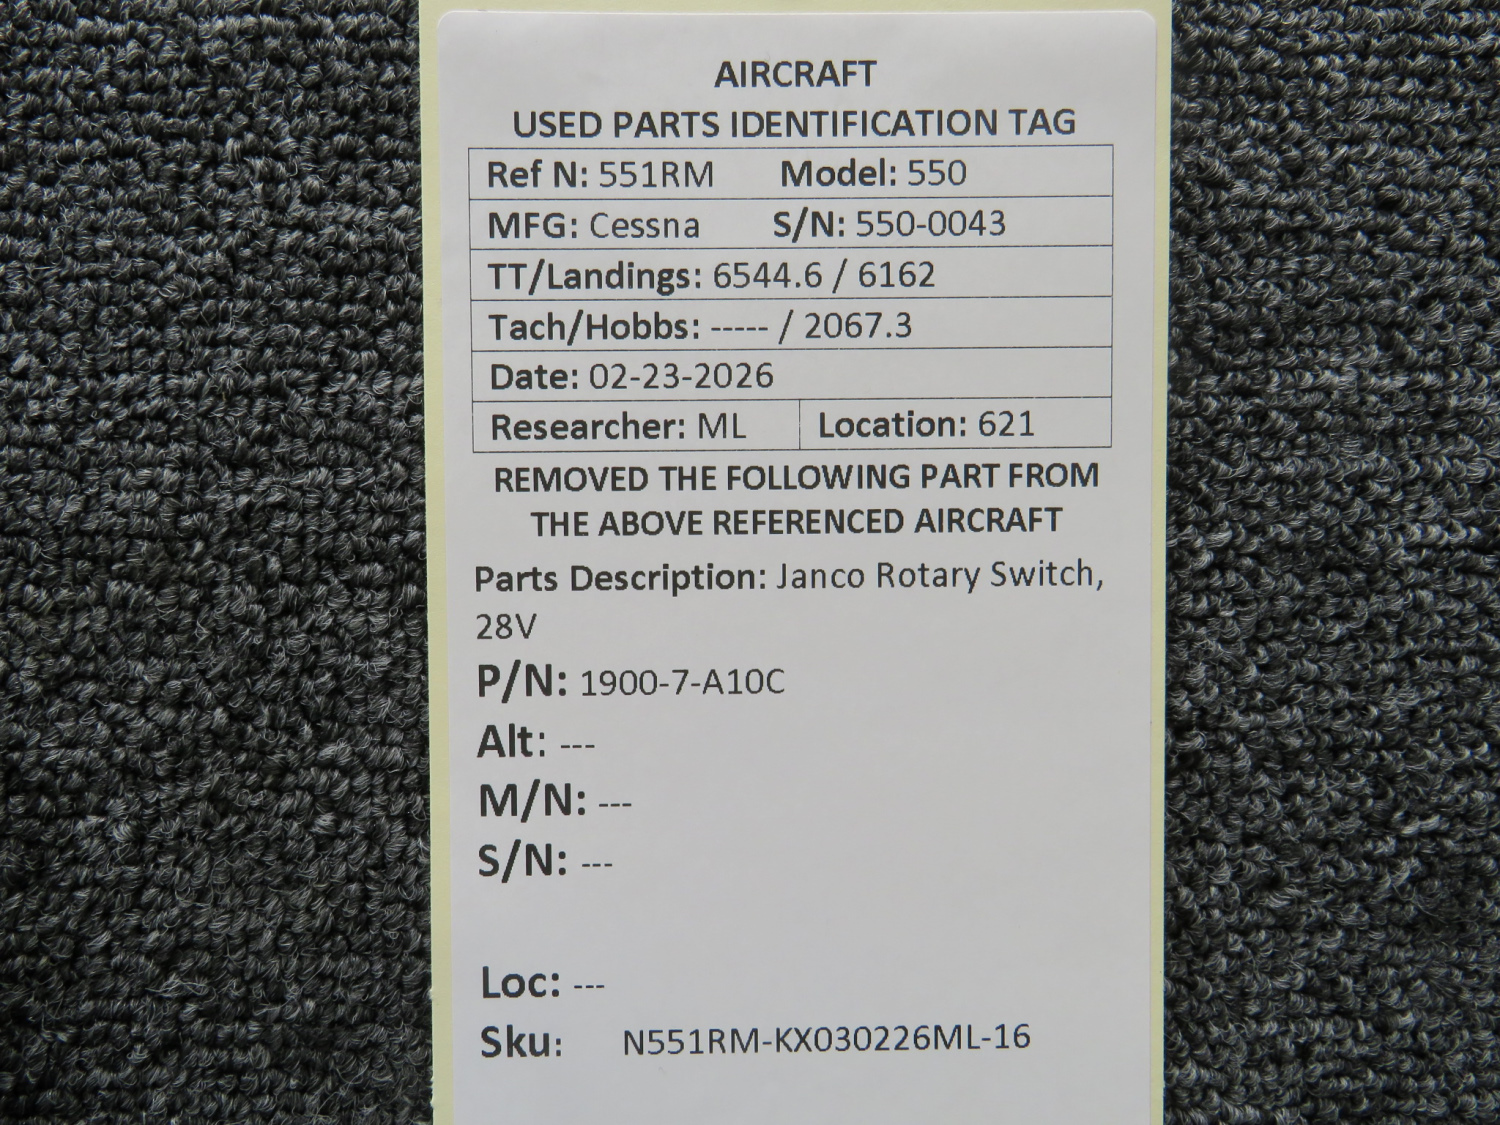 AIRCRAFT
USED PARTS IDENTIFICATION TAG
Ref N: 551RM Model: 550
MFG: Cessna S/N: 550-0043
TT/Landings: 6544.6 / 6162
Tach/Hobbs: ----- / 2067.3
Date: 02-23-2026
Researcher: ML Location: 621
REMOVED THE FOLLOWING PART FROM
THE ABOVE REFERENCED AIRCRAFT
Parts Description: Janco Rotary Switch,
28V
P/N: 1900-7-A10C
Alt: ---
M/N: ---
S/N: ---
Loc: ---
Sku: N551RM-KX030226ML-16